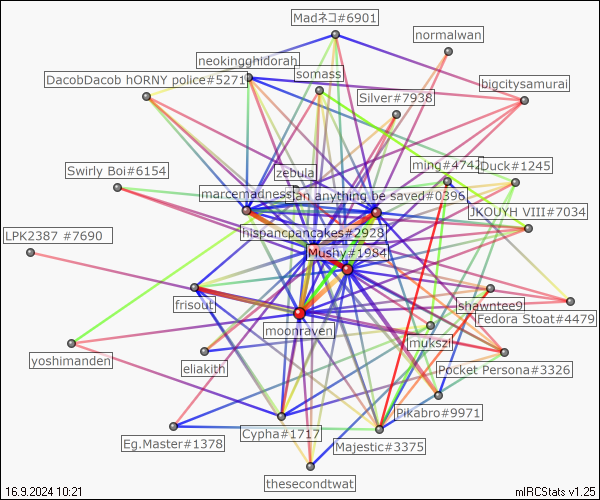 Madネコ#6901
normalwan
neokingghidorah
somass
DacobDacob hORNY police#5271
bigcitysamurai
Silver#7938
ming#4742
Duck#1245
Swirly Boi#6154
zebula
marcemadness
an anything be saved#0396
JKOUYH VIII#7034
LPK2387 #7690
hispancpancakes#2928
Mushy#1984
frisout
shawntee9
Fedora Stoat#4479
moonraven
mukszi
yoshimanden
eliakith
Pocket Persona#3326
Pikabro#9971
Eg.Master#1378
Cypha#1717
Majestic#3375
thesecondtwat
16.9.2024 10:21
mIRCStats v1.25